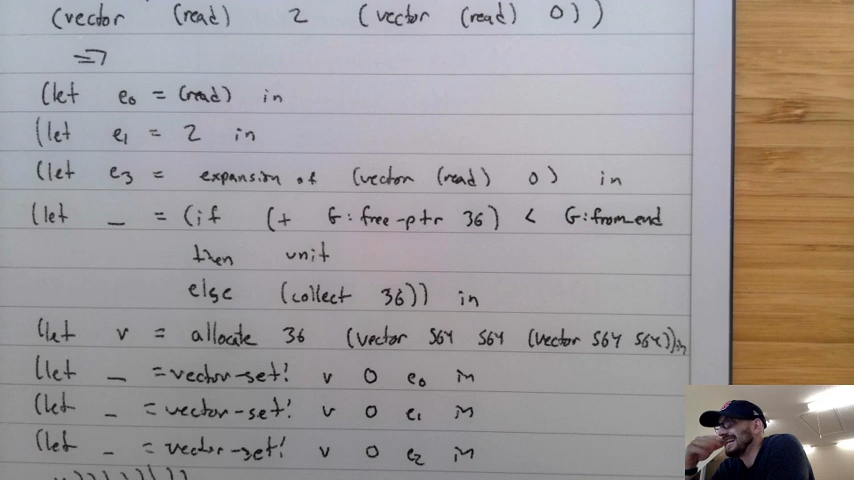 (vector (read) 2 (vector (read) 0))
=>
(let e0 = (read) in
(let e1 = 2 in
(let e3 = expansion of (vector (read) 0) in
(let _ = (if (+ G:free-ptr 36) < G:from_end
then unit
else (collect 36)) in
(let v = allocate 36 (vector S64 S64 (vector S64 S64)) in
(let _ = vector-set! v 0 e0 in
(let _ = vector-set! v 0 e1 in
(let _ = vector-set! v 0 e2 in